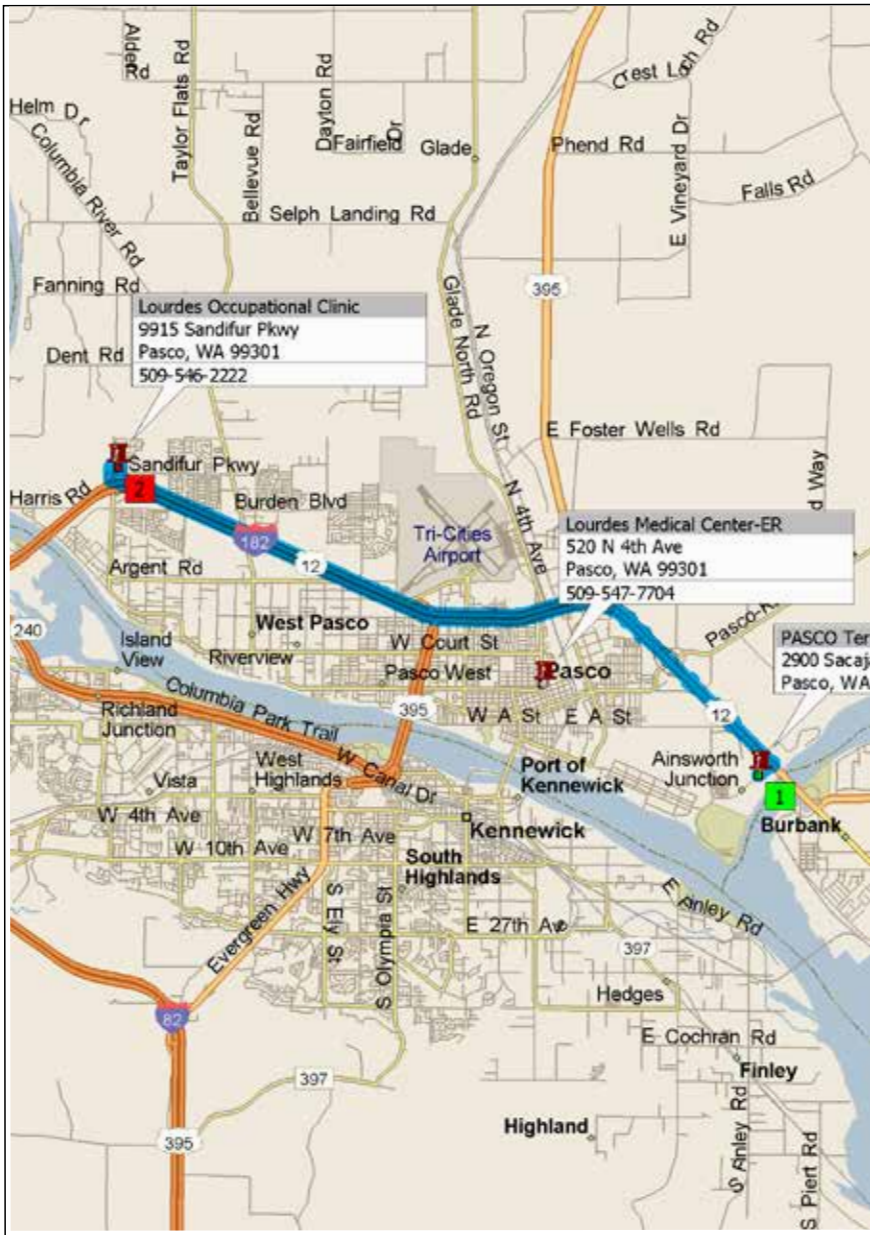 Alder
Rd
Taylor Flats Rd
Dayton Rd
Crest Loch Rd
Helm Dr
Columbia River Rd
Bellevue Rd
Fairfield
Dr
Glade
Phend Rd
E Vineyard Dr
Falls Rd
Selph Landing Rd
Fanning Rd
395
Lourdes Occupational Clinic
9915 Sandifur Pkwy
Pasco, WA 99301
509-546-2222
Dent Rd
Glade North Rd
N Oregon St
E Foster Wells Rd
Sandifur Pkwy
Harris Rd
2
Burden Blvd
N 4th Ave
d Way
Tri-Cities
Airport
Lourdes Medical Center-ER
520 N 4th Ave
Pasco, WA 99301
509-547-7704
182
12
Argent Rd
240
West Pasco
W Court St
Pasco-K
Island
View
Riverview
Pasco West
Pasco
PASCO Ter
2900 Sacaj
Pasco, WA
Columbia Park Trail
395
W A St
E A St
12
Richland
Junction
W Canal Dr
Ainsworth
Junction
West
Highlands
Vista
Port of
Kennewick
1
Burbank
W 4th Ave
W 7th Ave
Kennewick
W 10th Ave
South
Highlands
Evergreen Hwy
S Ely St
S Olympia St
E 27th Ave
E Anley Rd
397
Hedges
82
E Cochran Rd
397
Finley
Highland
395
S Anley Rd
S Piert Rd